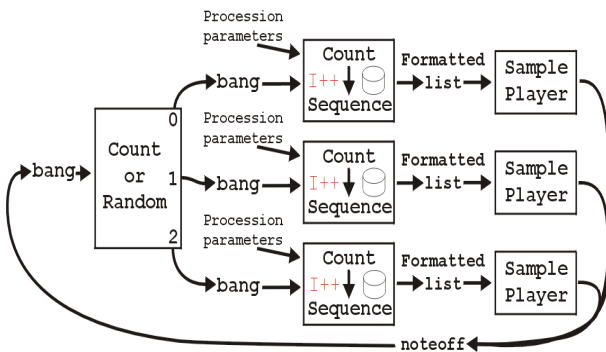 Procession
parameters
bang
Count
I++
Sequence
Formatted
list
Sample
Player
bang
Count
or
Random
0
1
2
Procession
parameters
bang
Count
I++
Sequence
Formatted
list
Sample
Player
Procession
parameters
bang
Count
I++
Sequence
Formatted
list
Sample
Player
noteoff